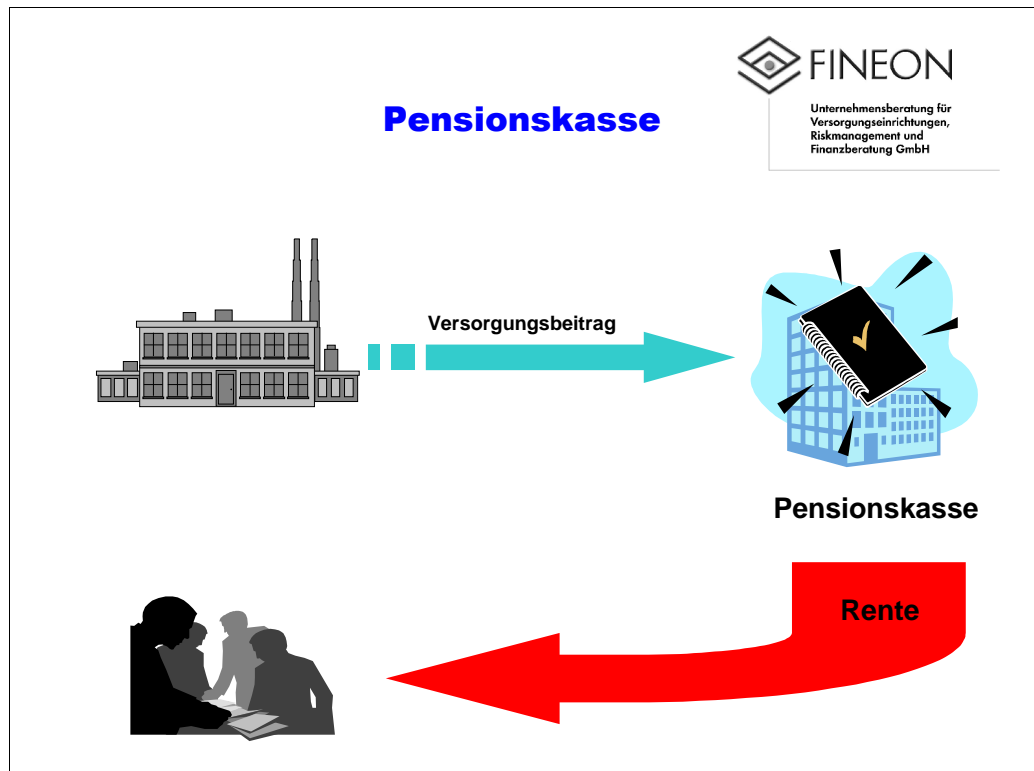 FINEON
Unternehmensberatung für
Versorgungseinrichtungen,
Riskmanagement und
Finanzberatung GmbH
Pensionskasse
Versorgungsbeitrag
Pensionskasse
Rente